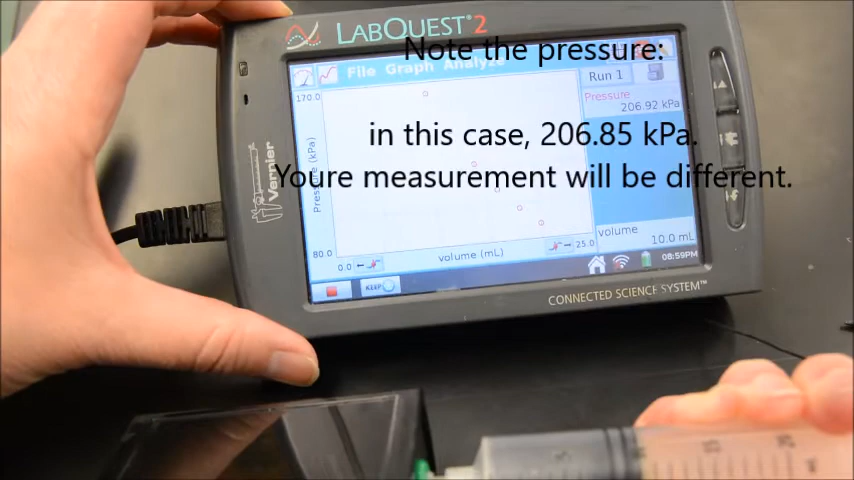 LABQUEST® 2
Note the pressure:
File Graph Analyze
Run 1
170.0
Pressure
206.92 kPa
in this case, 206.85 kPa.
Youre measurement will be different.
Pressure (kPa)
Vernier
volume
10.0 mL
80.0
0.0
volume (mL)
25.0
KEEP
08:59PM
CONNECTED SCIENCE SYSTEM™